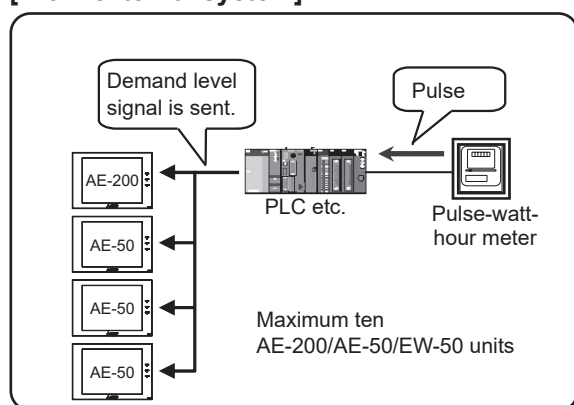 Demand level
signal is sent.
Pulse
AE-200
PLC etc.
Pulse-watt-
hour meter
AE-50
AE-50
Maximum ten
AE-200/AE-50/EW-50 units
AE-50